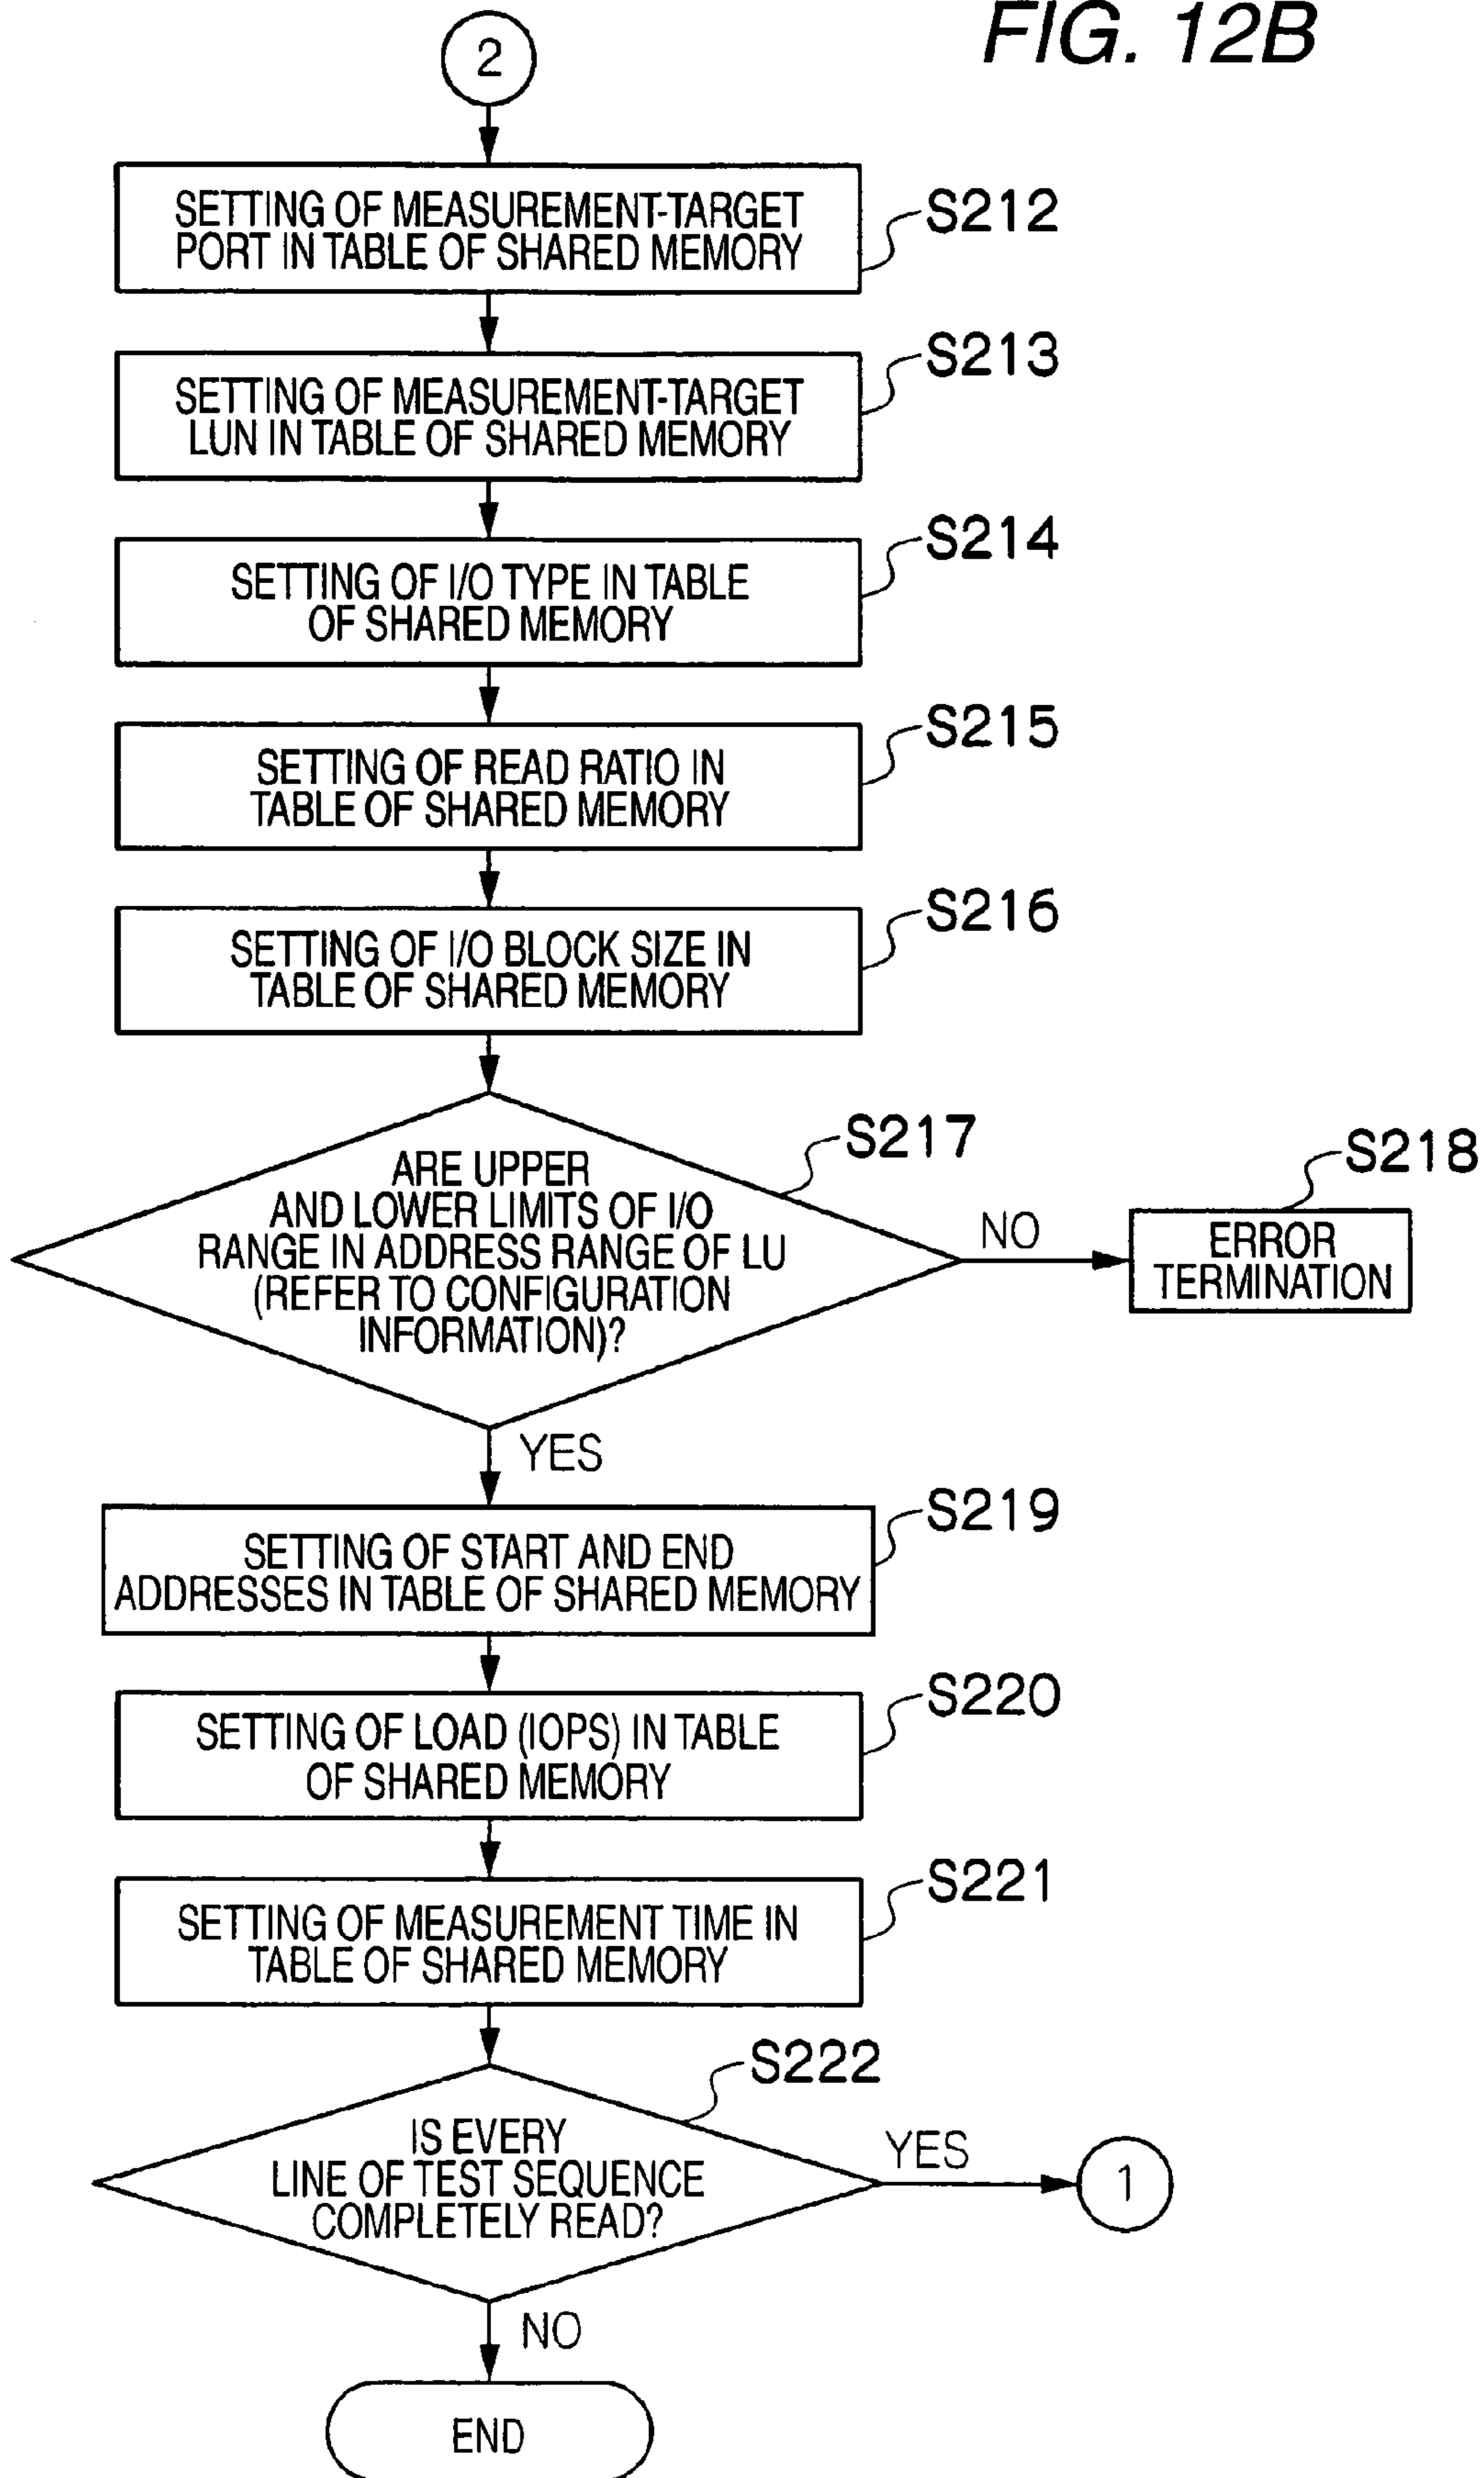 FIG. 12B
2
SETTING OF MEASUREMENT-TARGET
PORT IN TABLE OF SHARED MEMORY
S212
SETTING OF MEASUREMENT-TARGET
LUN IN TABLE OF SHARED MEMORY
S213
SETTING OF I/O TYPE IN TABLE
OF SHARED MEMORY
S214
SETTING OF READ RATIO IN
TABLE OF SHARED MEMORY
S215
SETTING OF I/O BLOCK SIZE IN
TABLE OF SHARED MEMORY
S216
ARE UPPER
AND LOWER LIMITS OF I/O
RANGE IN ADDRESS RANGE OF LU
(REFER TO CONFIGURATION
INFORMATION)?
S217
NO
S218
ERROR
TERMINATION
YES
SETTING OF START AND END
ADDRESSES IN TABLE OF SHARED MEMORY
S219
SETTING OF LOAD (IOPS) IN TABLE
OF SHARED MEMORY
S220
SETTING OF MEASUREMENT TIME IN
TABLE OF SHARED MEMORY
S221
IS EVERY
LINE OF TEST SEQUENCE
COMPLETELY READ?
S222
YES
1
NO
END